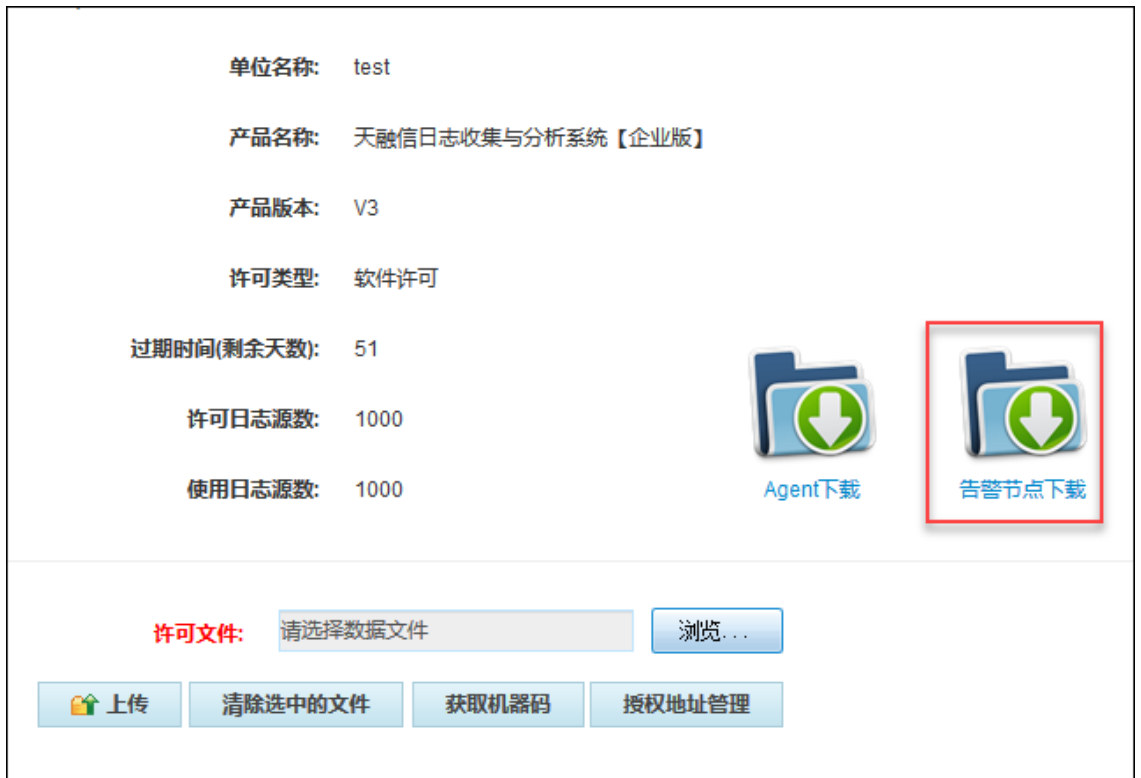 单位名称: test
产品名称: 天融信日志收集与分析系统【企业版】
产品版本: V3
许可类型: 软件许可
过期时间(剩余天数): 51
许可日志源数: 1000
使用日志源数: 1000
Agent下载 告警节点下载
许可文件: 请选择数据文件 浏览...
上传 清除选中的文件 获取机器码 授权地址管理